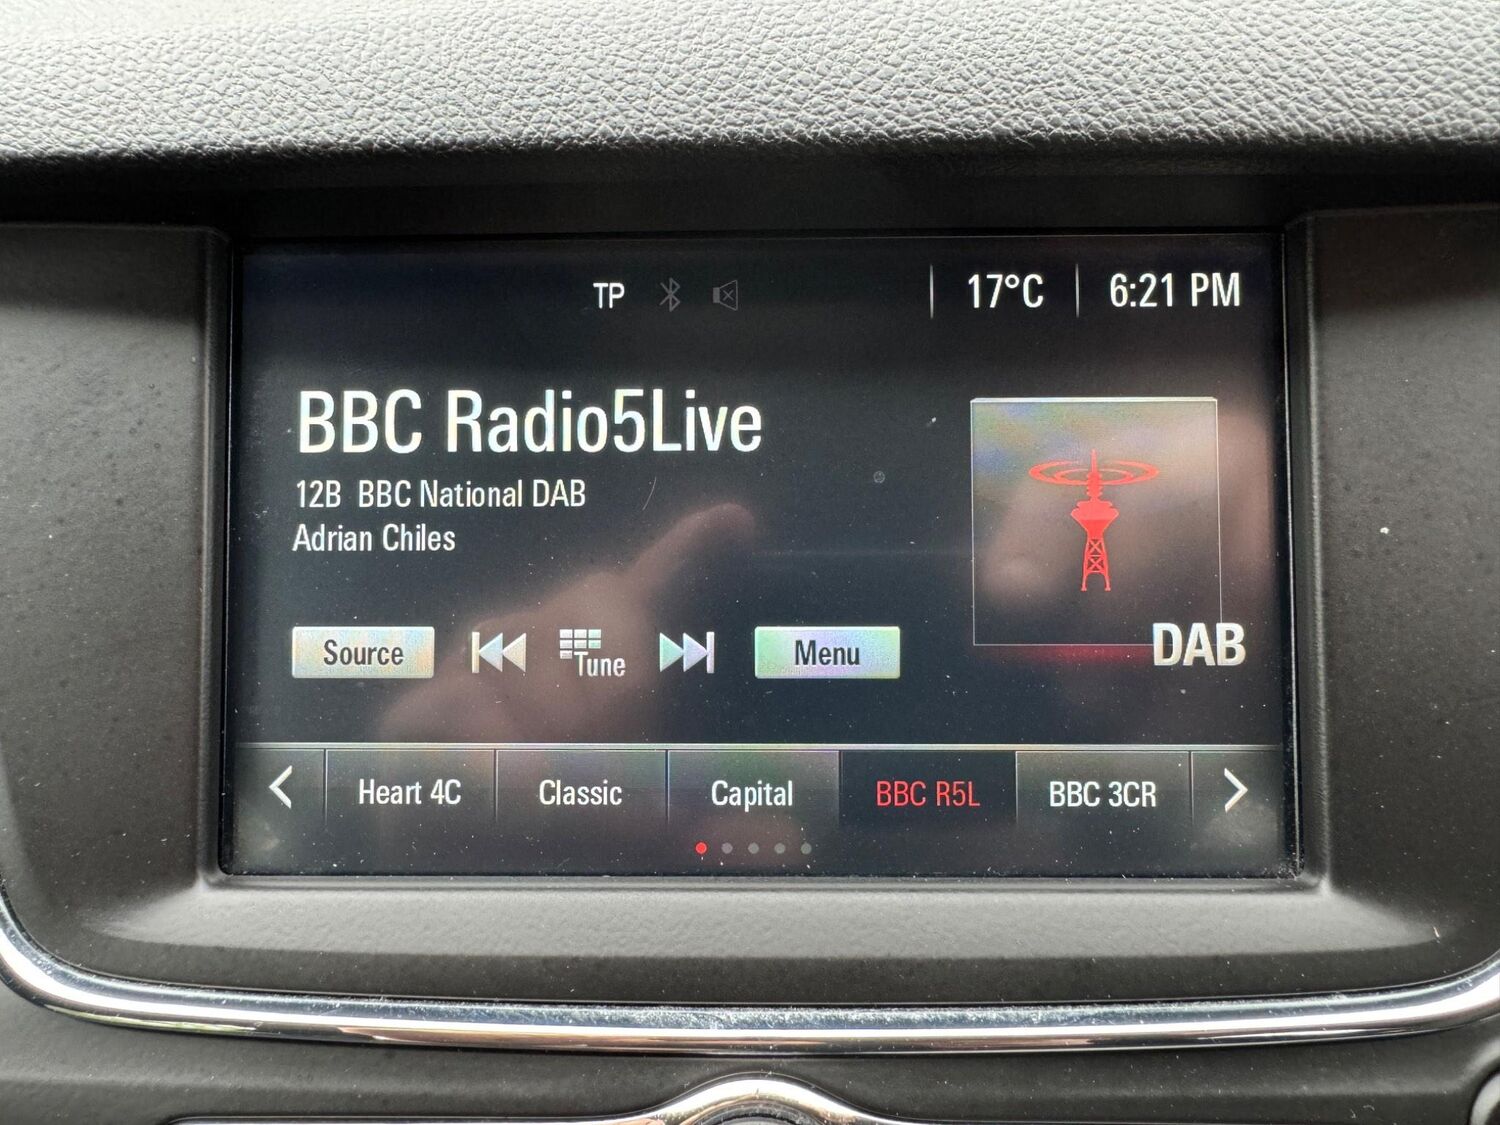 TP 17°C 6:21 PM
BBC Radio5Live
12B BBC National DAB
Adrian Chiles
DAB
Source Tune Menu
Heart 4C Classic Capital BBC R5L BBC 3CR